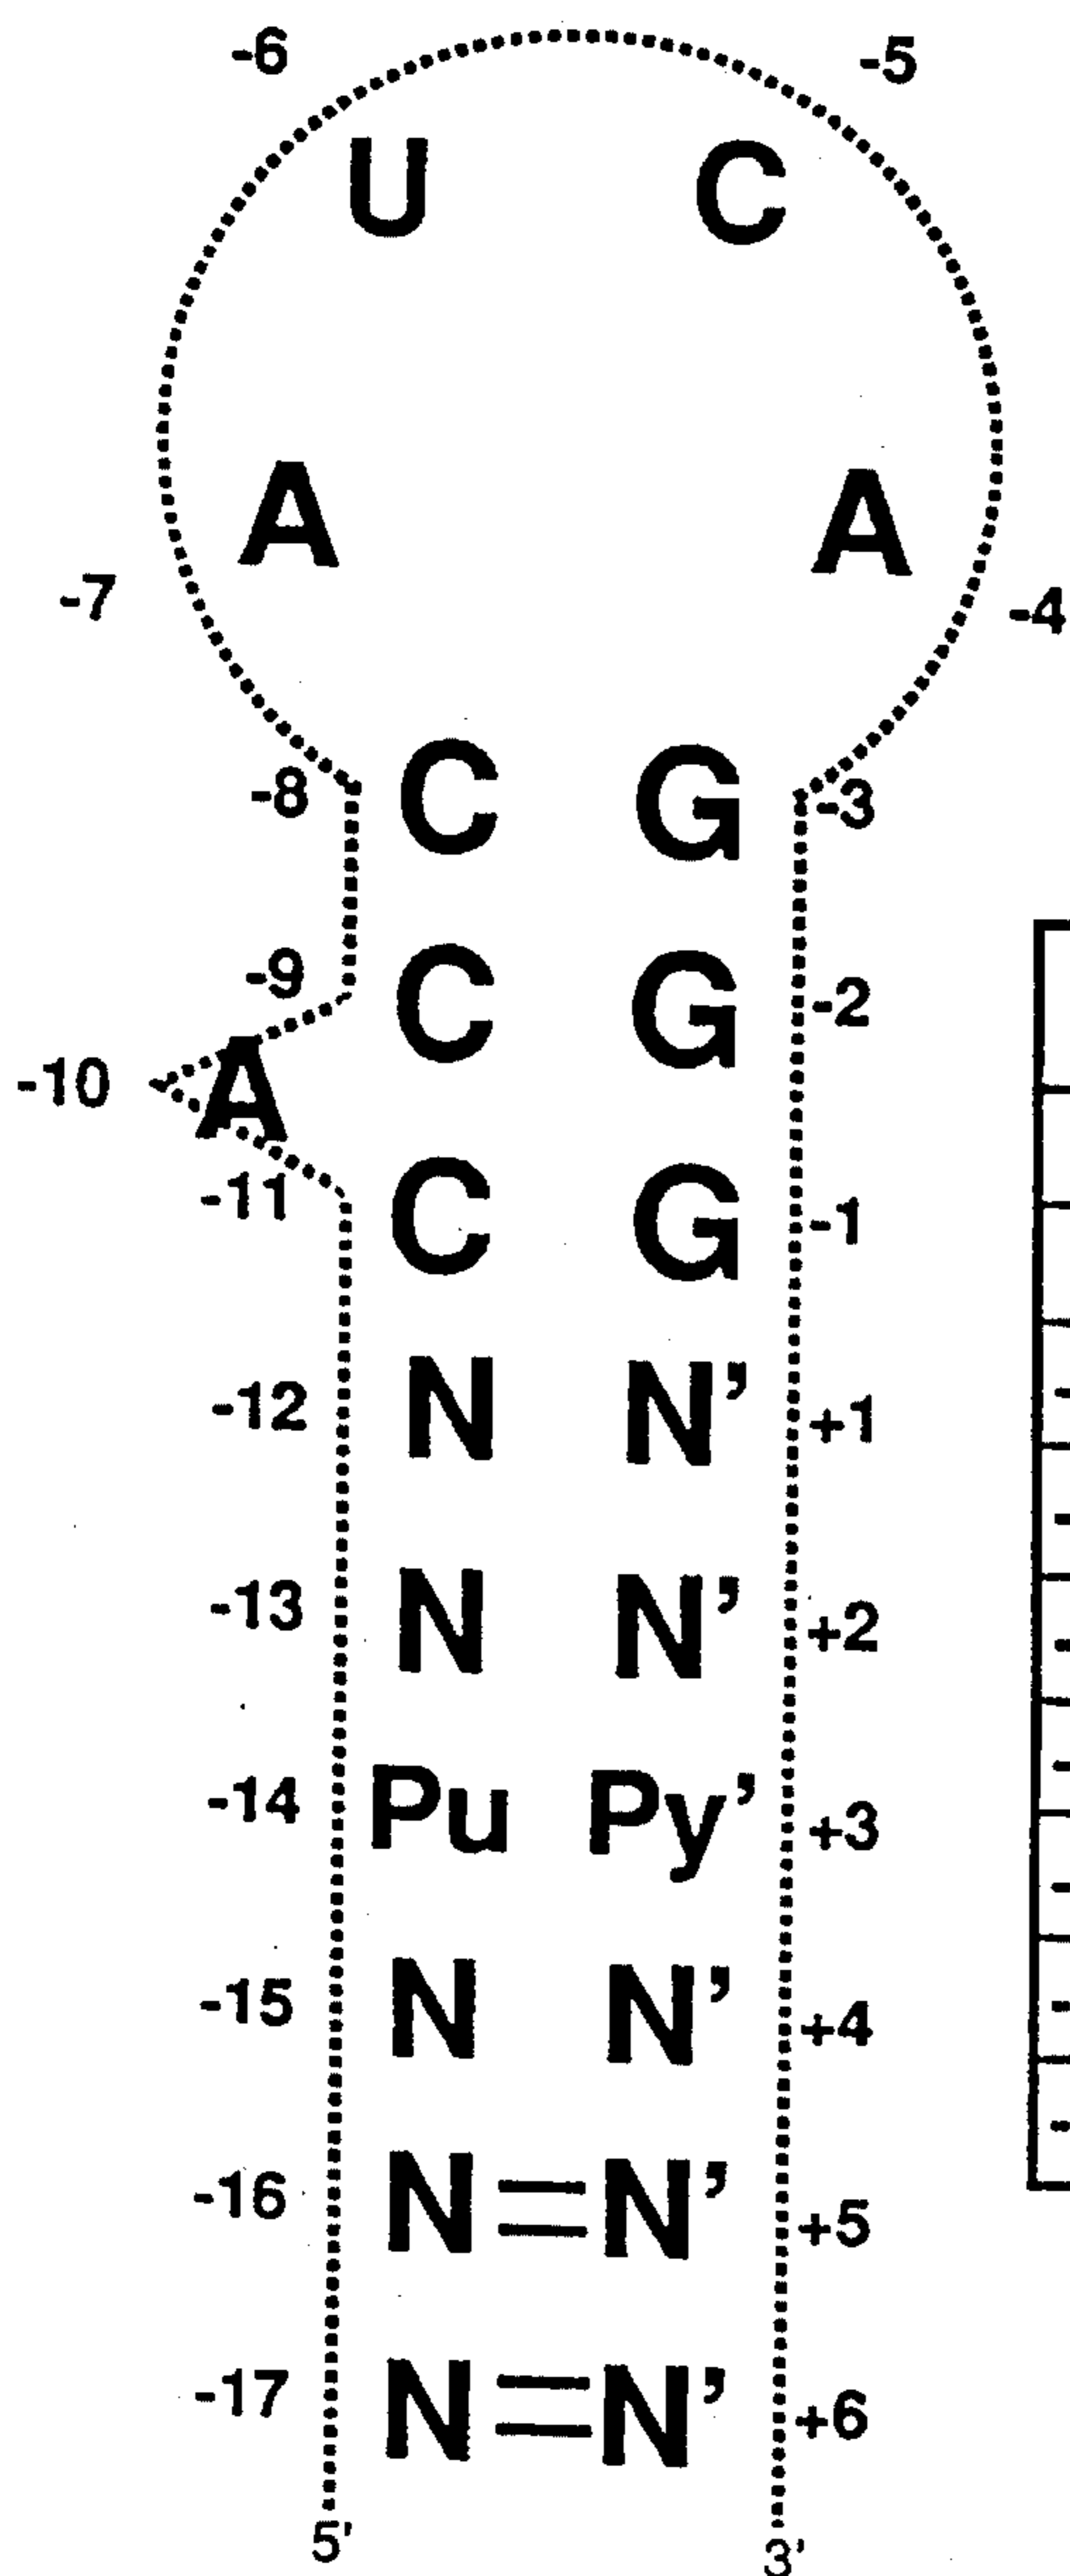 -6 -5
U C
A A
-7 -4
-8 C G -3
-9 C G -2
-10 A
-11 C G -1
-12 N N’ +1
-13 N N’ +2
-14 Pu Py’ +3
-15 N N’ +4
-16 N N’ +5
-17 N N’ +6
5' 3'